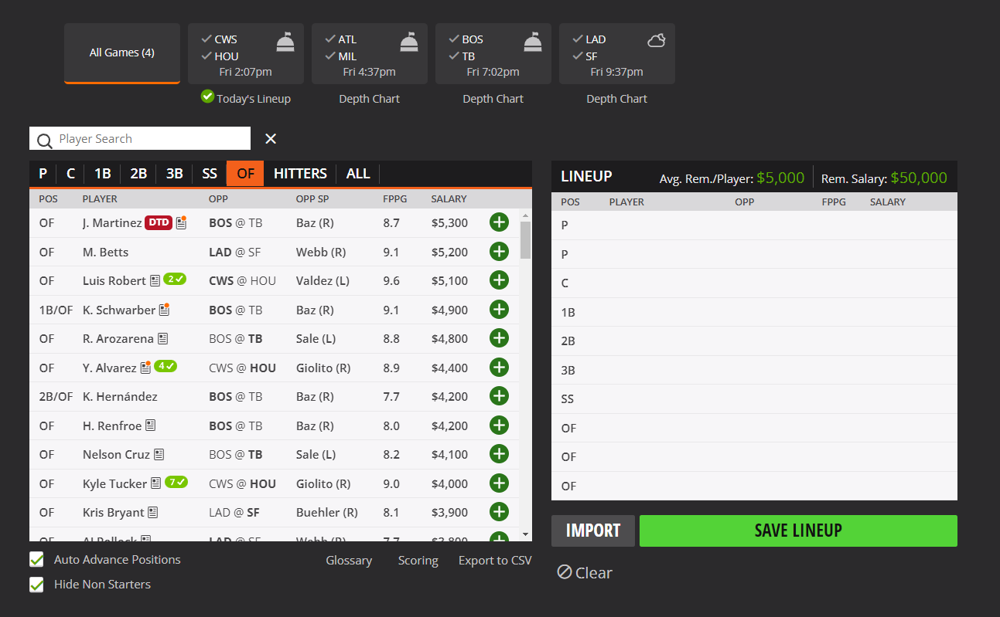 All Games (4)
CWS
HOU
Fri 2:07pm
Today's Lineup
ATL
MIL
Fri 4:37pm
Depth Chart
BOS
TB
Fri 7:02pm
Depth Chart
LAD
SF
Fri 9:37pm
Depth Chart
Player Search
P C 1B 2B 3B SS OF HITTERS ALL
POS PLAYER OPP OPP SP FPPG SALARY
OF J. Martinez DTD BOS @ TB Baz (R) 8.7 $5,300
OF M. Betts LAD @ SF Webb (R) 9.1 $5,200
OF Luis Robert 2 CWS @ HOU Valdez (L) 9.6 $5,100
1B/OF K. Schwarber BOS @ TB Baz (R) 9.1 $4,900
OF R. Arozarena BOS @ TB Sale (L) 8.8 $4,800
OF Y. Alvarez 4 CWS @ HOU Giolito (R) 8.9 $4,400
2B/OF K. Hernández BOS @ TB Baz (R) 7.7 $4,200
OF H. Renfroe BOS @ TB Baz (R) 8.0 $4,200
OF Nelson Cruz BOS @ TB Sale (L) 8.2 $4,100
OF Kyle Tucker 7 CWS @ HOU Giolito (R) 9.0 $4,000
OF Kris Bryant LAD @ SF Buehler (R) 8.1 $3,900
OF AJ Pollock LAD @ SF Webb (R) 7.7 $3,800
Auto Advance Positions
Hide Non Starters
Glossary Scoring Export to CSV
LINEUP Avg. Rem./Player: $5,000 Rem. Salary: $50,000
POS PLAYER OPP FPPG SALARY
P
P
C
1B
2B
3B
SS
OF
OF
OF
IMPORT SAVE LINEUP
Clear